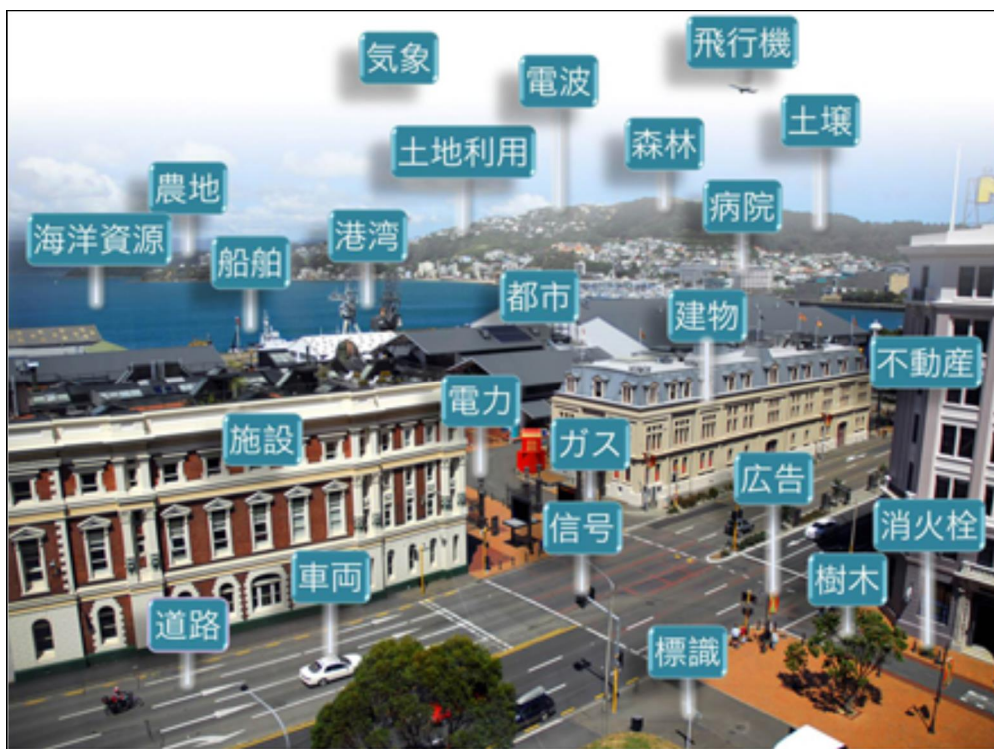 気象
飛行機
電波
土壌
土地利用
森林
農地
病院
海洋資源
港湾
船舶
都市
建物
不動産
電力
施設
ガス
広告
信号
消火栓
車両
樹木
道路
標識